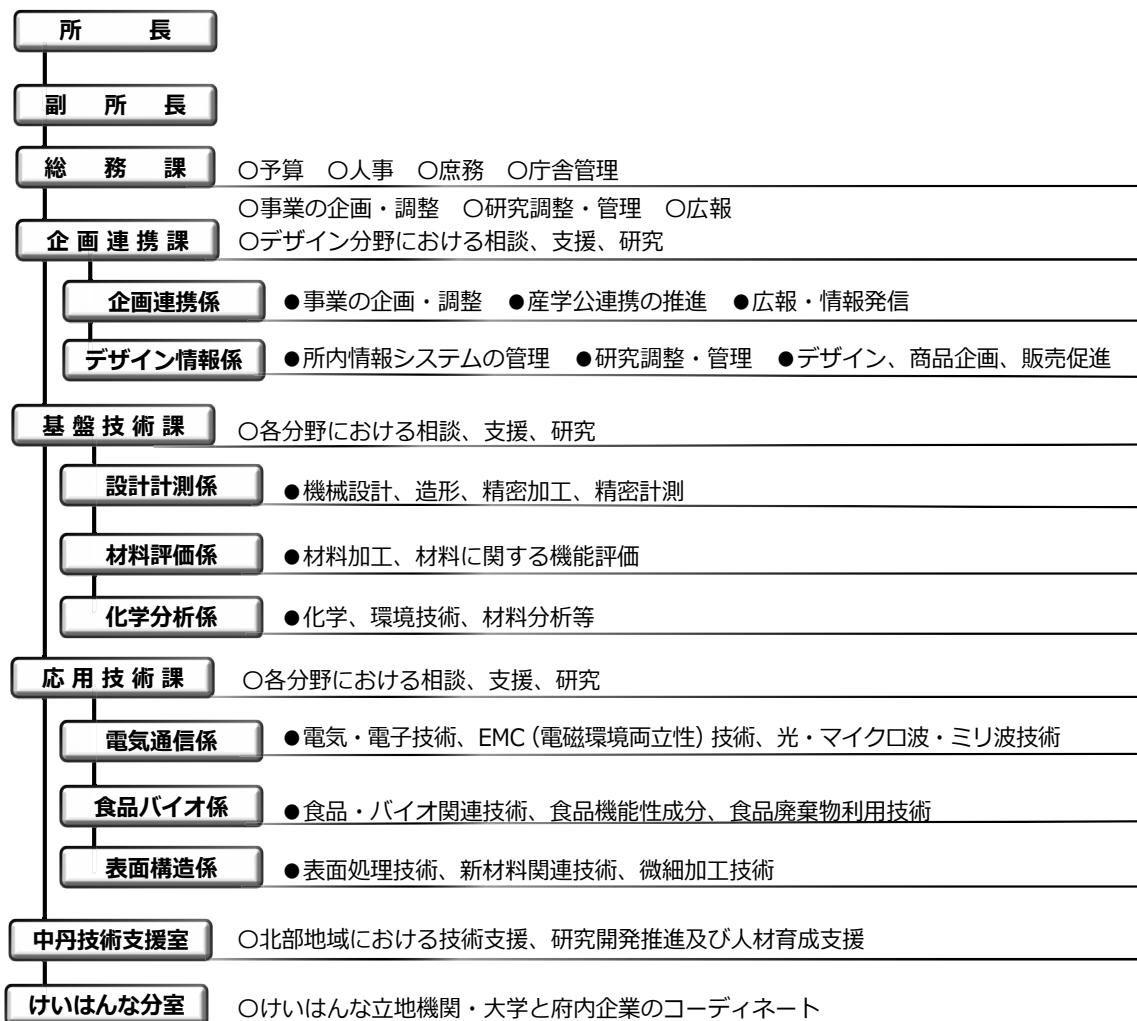 所長
副所長
総務課 ○予算 ○人事 ○庶務 ○庁舎管理
○事業の企画・調整 ○研究調整・管理 ○広報
企画連携課 ○デザイン分野における相談、支援、研究
企画連携係 ●事業の企画・調整 ●産学公連携の推進 ●広報・情報発信
デザイン情報係 ●所内情報システムの管理 ●研究調整・管理 ●デザイン、商品企画、販売促進
基盤技術課 ○各分野における相談、支援、研究
設計計測係 ●機械設計、造形、精密加工、精密計測
材料評価係 ●材料加工、材料に関する機能評価
化学分析係 ●化学、環境技術、材料分析等
応用技術課 ○各分野における相談、支援、研究
電気通信係 ●電気・電子技術、EMC（電磁環境両立性）技術、光・マイクロ波・ミリ波技術
食品バイオ係 ●食品・バイオ関連技術、食品機能性成分、食品廃棄物利用技術
表面構造係 ●表面処理技術、新材料関連技術、微細加工技術
中丹技術支援室 ○北部地域における技術支援、研究開発推進及び人材育成支援
けいはんな分室 ○けいはんな立地機関・大学と府内企業のコーディネート